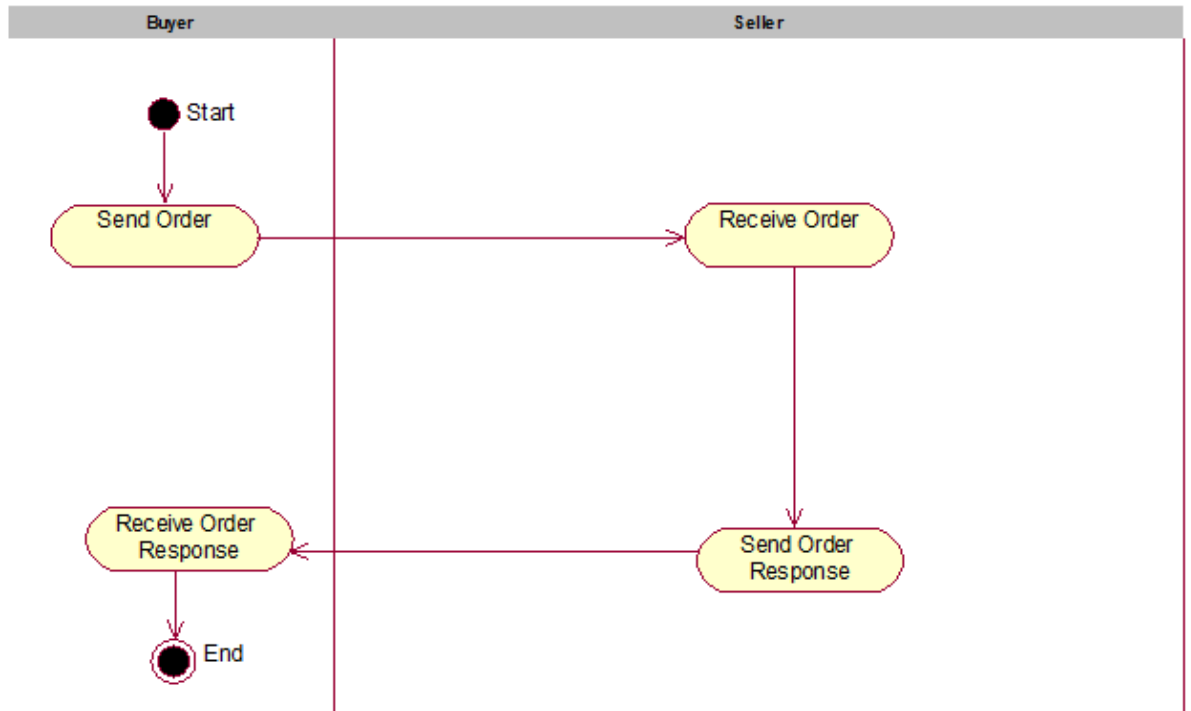 Buyer
Seller
Start
Send Order
Receive Order
Receive Order
Response
Send Order
Response
End